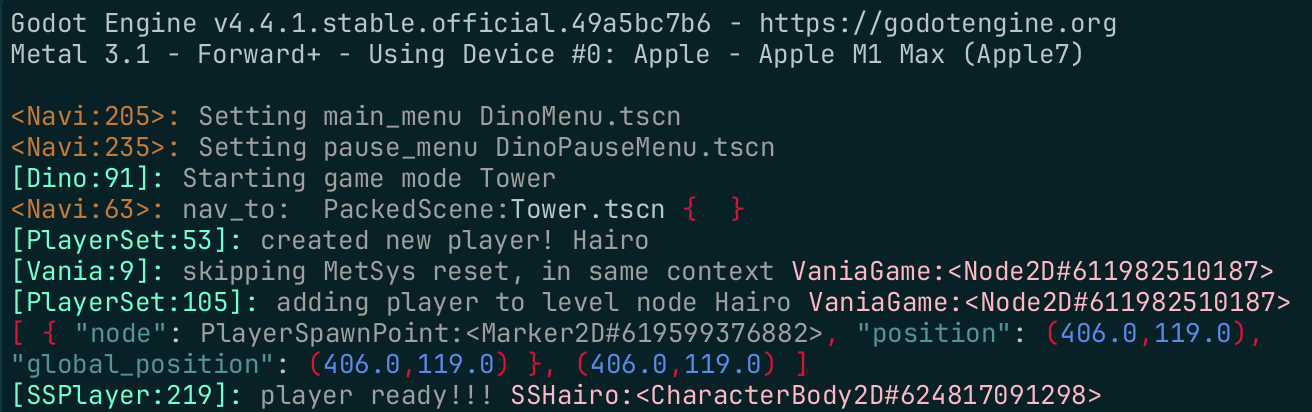 Godot Engine v4.4.1.stable.official.49a5bc7b6 - https://godotengine.org
Metal 3.1 - Forward+ - Using Device #0: Apple - Apple M1 Max (Apple7)
<Navi:205>: Setting main_menu DinoMenu.tscn
<Navi:235>: Setting pause_menu DinoPauseMenu.tscn
[Dino:91]: Starting game mode Tower
<Navi:63>: nav_to:  PackedScene:Tower.tscn {  }
[PlayerSet:53]: created new player! Hairo
[Vania:9]: skipping MetSys reset, in same context VaniaGame:<Node2D#611982510187>
[PlayerSet:105]: adding player to level node Hairo VaniaGame:<Node2D#611982510187>
[ { "node": PlayerSpawnPoint:<Marker2D#619599376882>, "position": (406.0,119.0),
"global_position": (406.0,119.0) }, (406.0,119.0) ]
[SSPlayer:219]: player ready!!! SSHairo:<CharacterBody2D#624817091298>